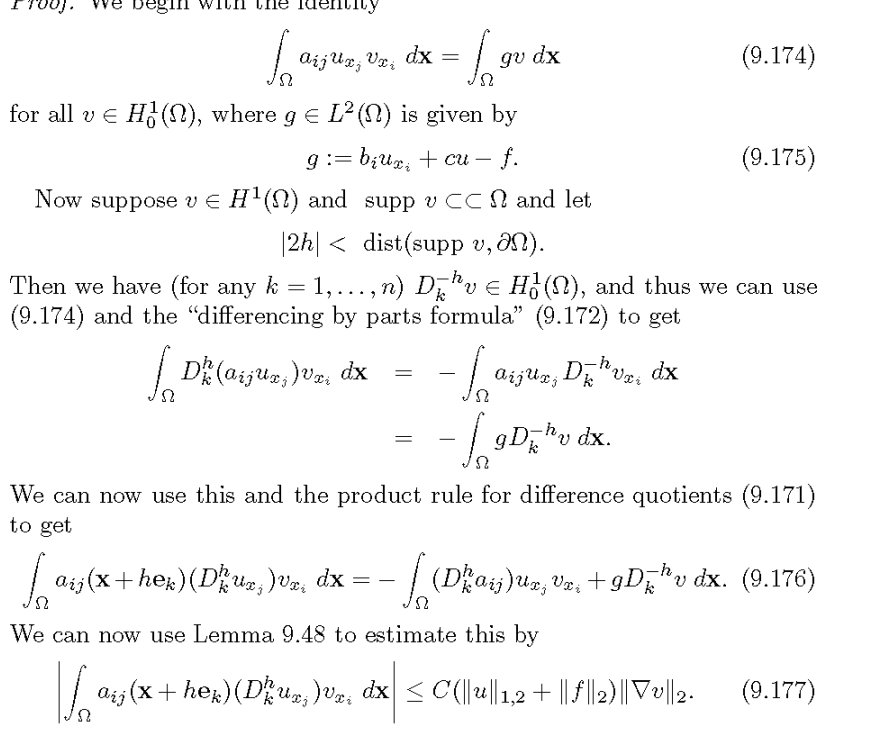 Proof. We begin with the identity
∫_Ω a_{ij} u_{x_j} v_{x_i} dx = ∫_Ω gv dx (9.174)
for all v ∈ H^1_0(Ω), where g ∈ L^2(Ω) is given by
g := b_i u_{x_i} + cu − f. (9.175)
Now suppose v ∈ H^1(Ω) and supp v ⊂⊂ Ω and let
|2h| < dist(supp v, ∂Ω).
Then we have (for any k = 1, . . . , n) D_k^{−h} v ∈ H^1_0(Ω), and thus we can use
(9.174) and the “differencing by parts formula” (9.172) to get
∫_Ω D_k^h(a_{ij} u_{x_j}) v_{x_i} dx = − ∫_Ω a_{ij} u_{x_j} D_k^{−h} v_{x_i} dx
= − ∫_Ω g D_k^{−h} v dx.
We can now use this and the product rule for difference quotients (9.171)
to get
∫_Ω a_{ij}(x + he_k)(D_k^h u_{x_j}) v_{x_i} dx = − ∫_Ω (D_k^h a_{ij}) u_{x_j} v_{x_i} + g D_k^{−h} v dx. (9.176)
We can now use Lemma 9.48 to estimate this by
|∫_Ω a_{ij}(x + he_k)(D_k^h u_{x_j}) v_{x_i} dx| ≤ C(‖u‖_{1,2} + ‖f‖_2)‖∇v‖_2. (9.177)